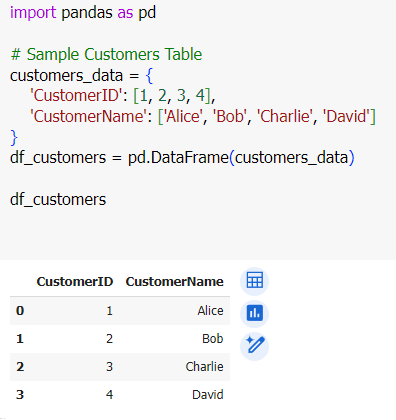 import pandas as pd
# Sample Customers Table
customers_data = {
'CustomerID': [1, 2, 3, 4],
'CustomerName': ['Alice', 'Bob', 'Charlie', 'David']
}
df_customers = pd.DataFrame(customers_data)
df_customers
CustomerID CustomerName
0 1 Alice
1 2 Bob
2 3 Charlie
3 4 David